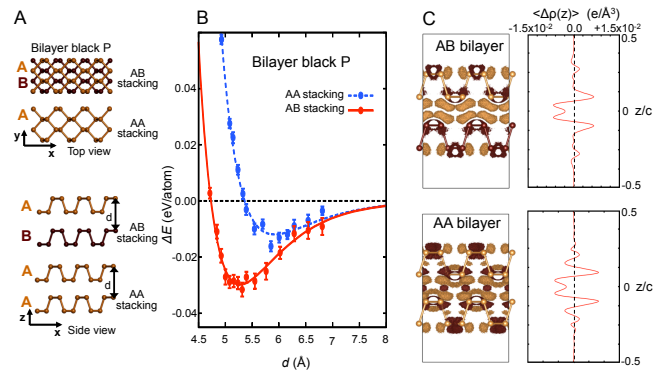 A
Bilayer black P
A
B
AB
stacking
A
AA
stacking
y
x
Top view
A
B
d
AB
stacking
A
A
d
AA
stacking
z
x
Side view
B
Bilayer black P
AA stacking
AB stacking
ΔE (eV/atom)
0.04
0.02
0.00
-0.02
-0.04
4.5 5 5.5 6 6.5 7 7.5 8
d (Å)
C
<Δρ(z)> (e/Å³)
-1.5x10⁻² 0.0 +1.5x10⁻²
AB bilayer
0.5
0 z/c
-0.5
AA bilayer
0.5
0 z/c
-0.5